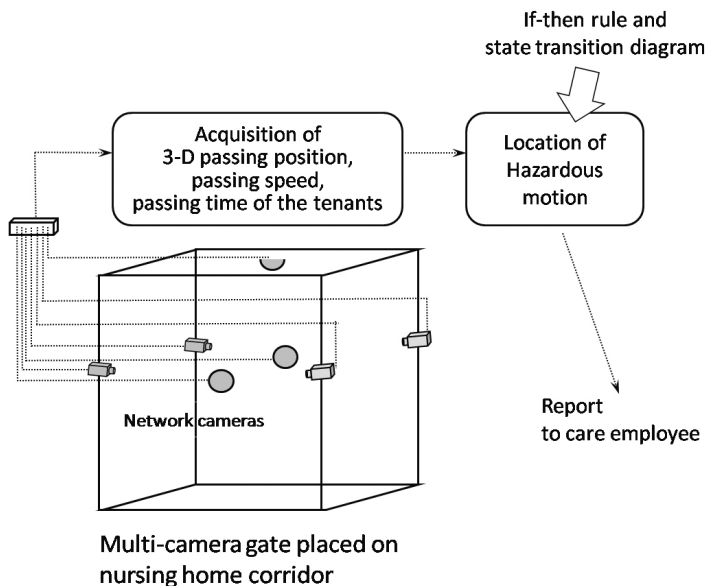 If-then rule and
state transition diagram
Acquisition of
3-D passing position,
passing speed,
passing time of the tenants
Location of
Hazardous
motion
Network cameras
Report
to care employee
Multi-camera gate placed on
nursing home corridor